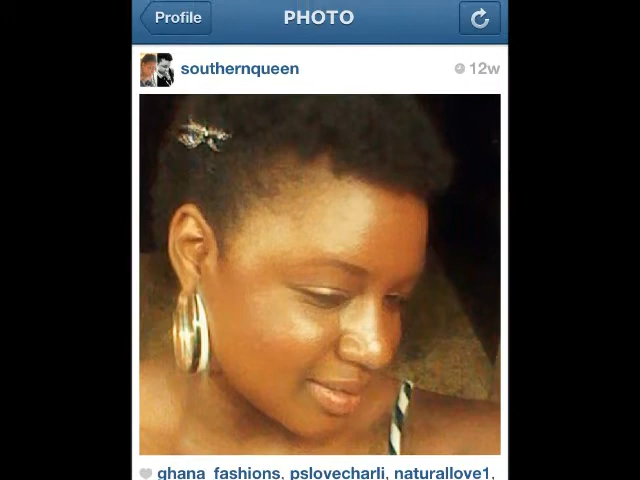 Profile
PHOTO
southernqueen
12w
ghana_fashions, pslovecharli, naturallove1,